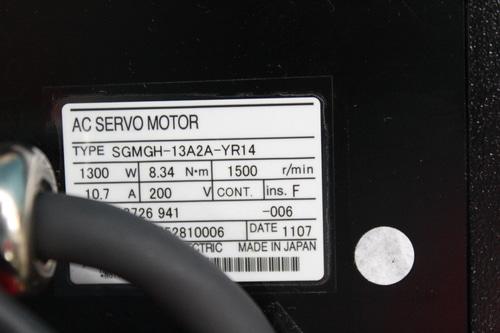 AC SERVO MOTOR
TYPE SGMGH-13A2A-YR14
1300 W 8.34 N·m 1500 r/min
10.7 A 200 V CONT. ins. F
726 941 -006
52810006 DATE 1107
MADE IN JAPAN